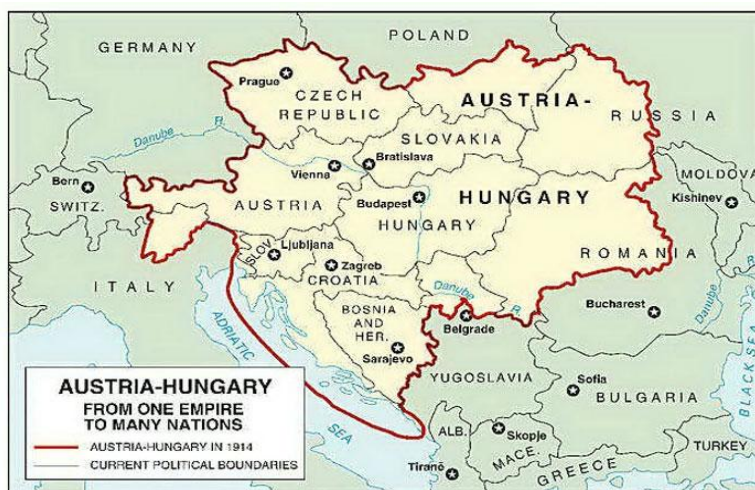 GERMANY
POLAND
Prague
CZECH
REPUBLIC
AUSTRIA-
RUSSIA
Danube
R.
SLOVAKIA
Bratislava
Vienna
MOLDOVA
Bern
SWITZ.
AUSTRIA
Budapest
HUNGARY
HUNGARY
Kishinev
SLOV.
Ljubljana
Zagreb
CROATIA
ROMANIA
ITALY
Danube
R.
BOSNIA
AND
HER.
Belgrade
Bucharest
Danube
R.
ADRIATIC
SEA
Sarajevo
BLACK SEA
YUGOSLAVIA
Sofia
BULGARIA
AUSTRIA-HUNGARY
FROM ONE EMPIRE
TO MANY NATIONS
AUSTRIA-HUNGARY IN 1914
CURRENT POLITICAL BOUNDARIES
ALB.
Skopje
MACE.
TURKEY
Tiranë
GREECE